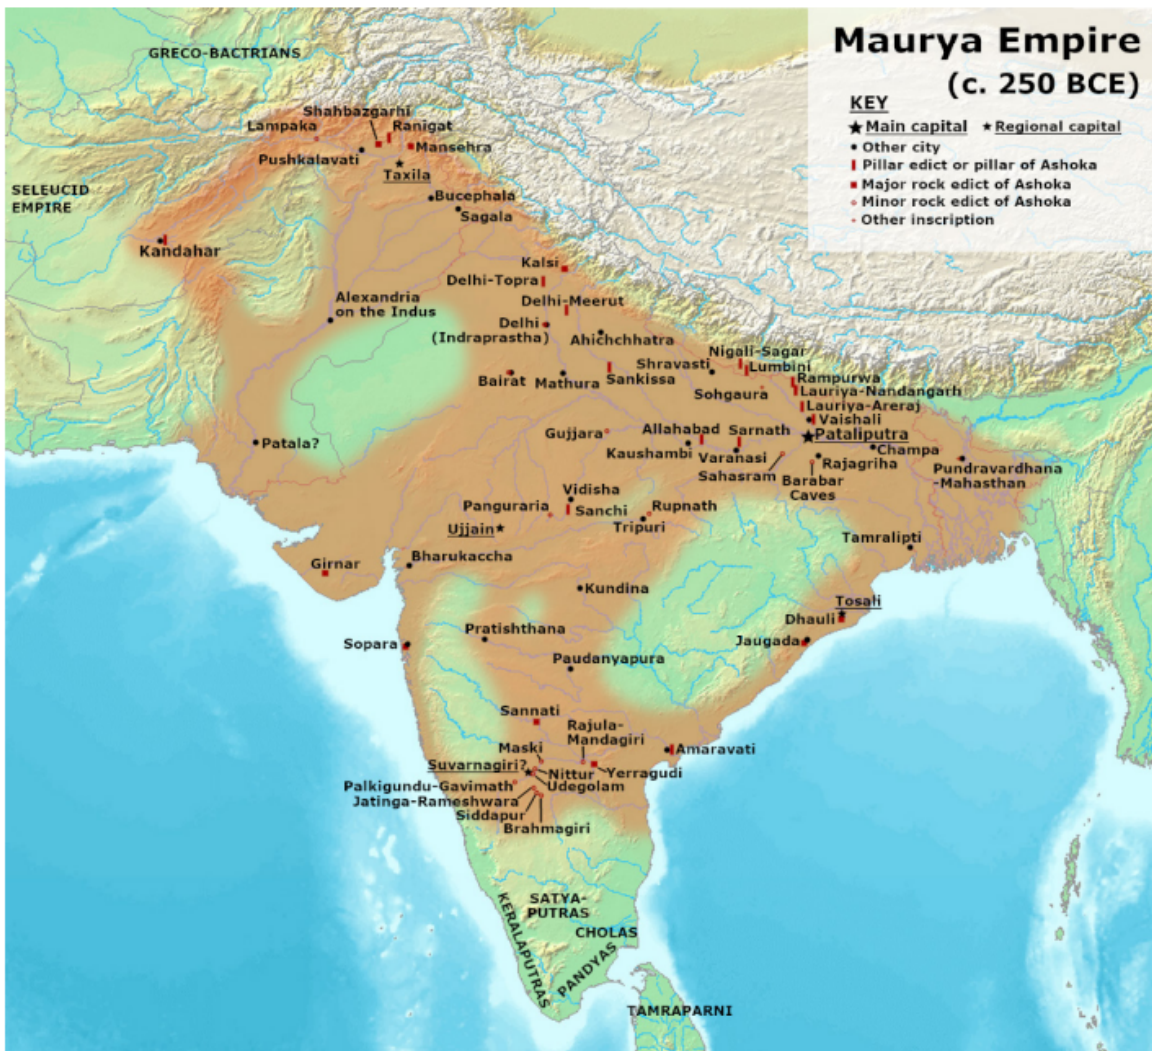 Maurya Empire
(c. 250 BCE)
KEY
Main capital
Regional capital
Other city
Pillar edict or pillar of Ashoka
Major rock edict of Ashoka
Minor rock edict of Ashoka
Other inscription
GRECO-BACTRIANS
Shahbazgarhi
Lampaka
Ranigat
Mansehra
Pushkalavati
Taxila
SELEUCID
EMPIRE
Bucephala
Sagala
Kandahar
Kalsi
Delhi-Topra
Alexandria
on the Indus
Delhi-Meerut
Delhi
(Indraprastha)
Ahichchhatra
Nigali-Sagar
Shravasti
Lumbini
Bairat
Mathura
Sankissa
Rampurwa
Sohgaura
Lauriya-Nandangarh
Lauriya-Areraj
Vaishali
Gujjara
Allahabad
Sarnath
Pataliputra
Patala?
Kaushambi
Varanasi
Champa
Sahasram
Rajagriha
Pundravardhana
-Mahasthan
Barabar
Caves
Vidisha
Panguraria
Sanchi
Rupnath
Ujjain
Tripuri
Tamralipti
Bharukaccha
Girnar
Kundina
Tosali
Dhauli
Sopara
Pratishthana
Jaugada
Paudanyapura
Sannati
Rajula-
Mandagiri
Maski
Amaravati
Suvarnagiri?
Nittur
Yerragudi
Palkigundu-Gavimath
Udegolam
Jatinga-Rameshwara
Siddapur
Brahmagiri
SATYA-
PUTRAS
KERALAPUTRAS
CHOLAS
PANDYAS
TAMRAPARNI